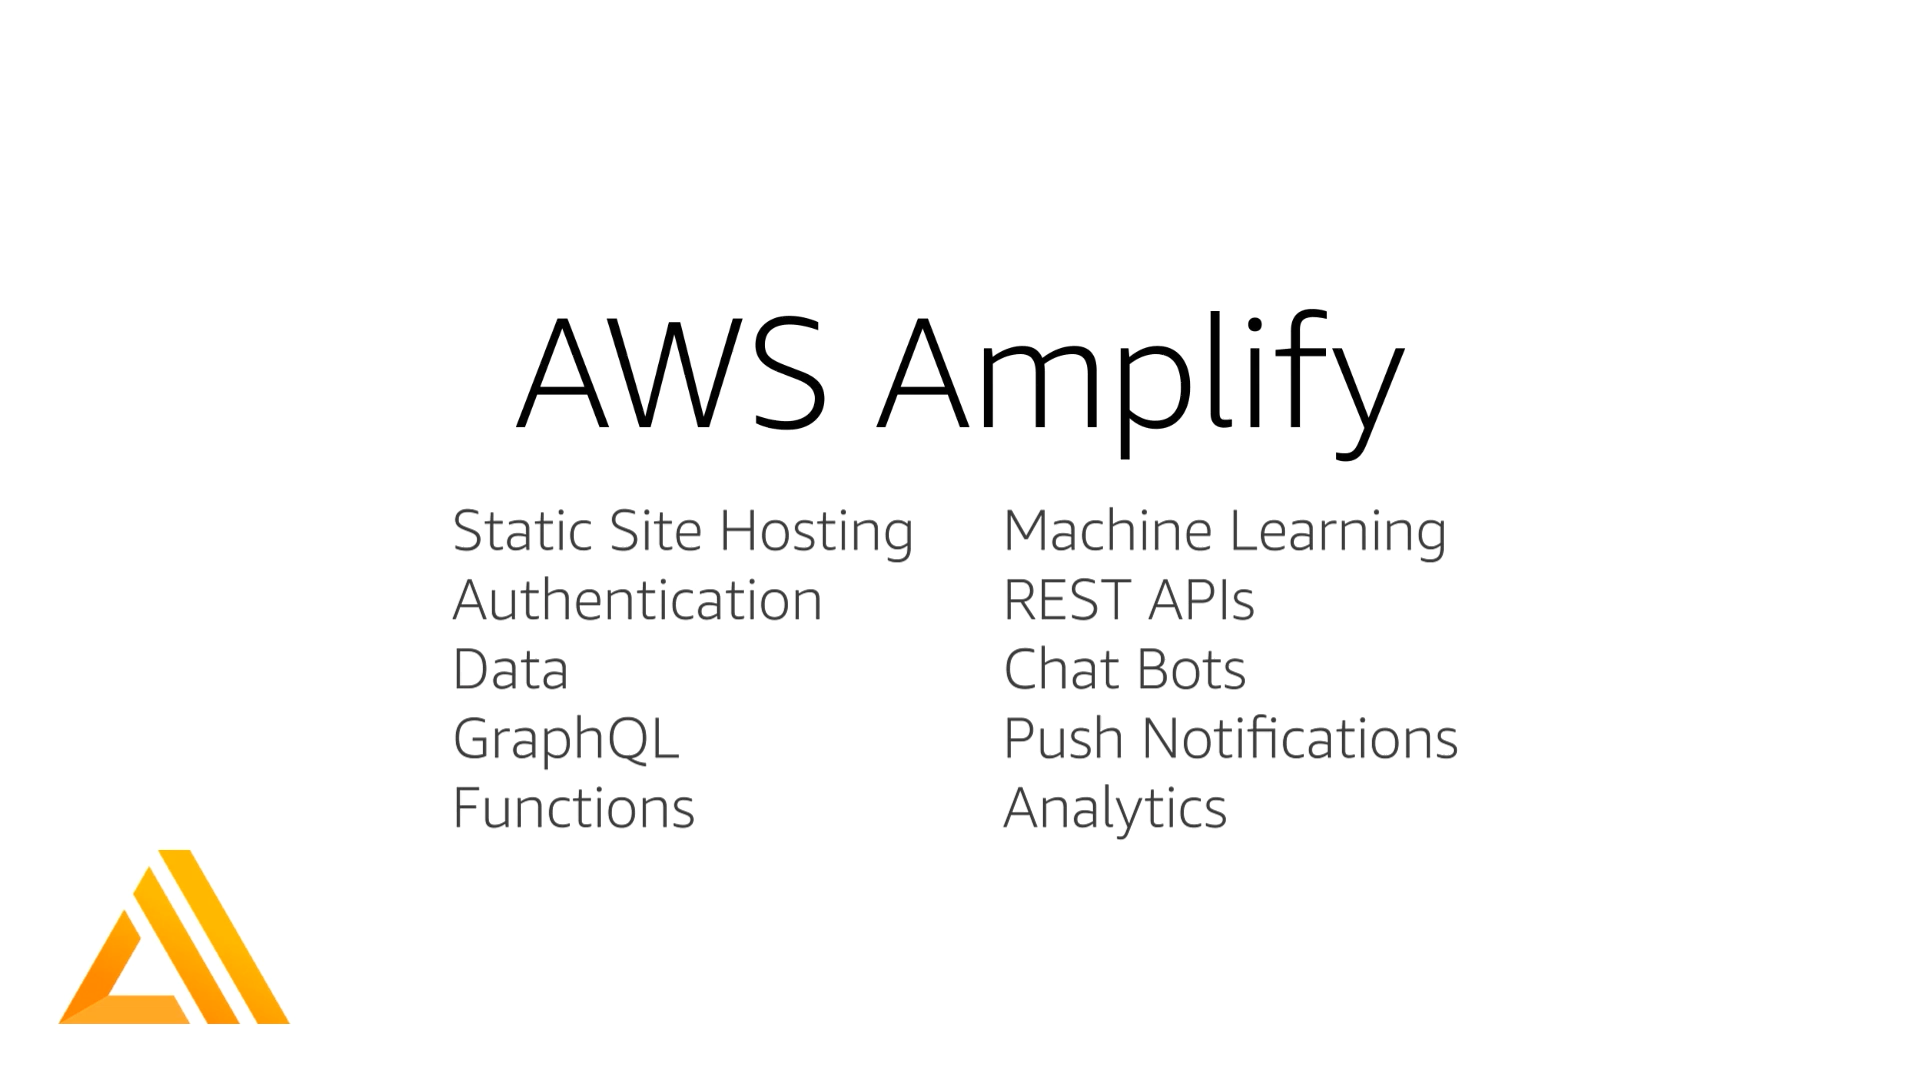 AWS Amplify
Static Site Hosting
Authentication
Data
GraphQL
Functions
Machine Learning
REST APIs
Chat Bots
Push Notifications
Analytics